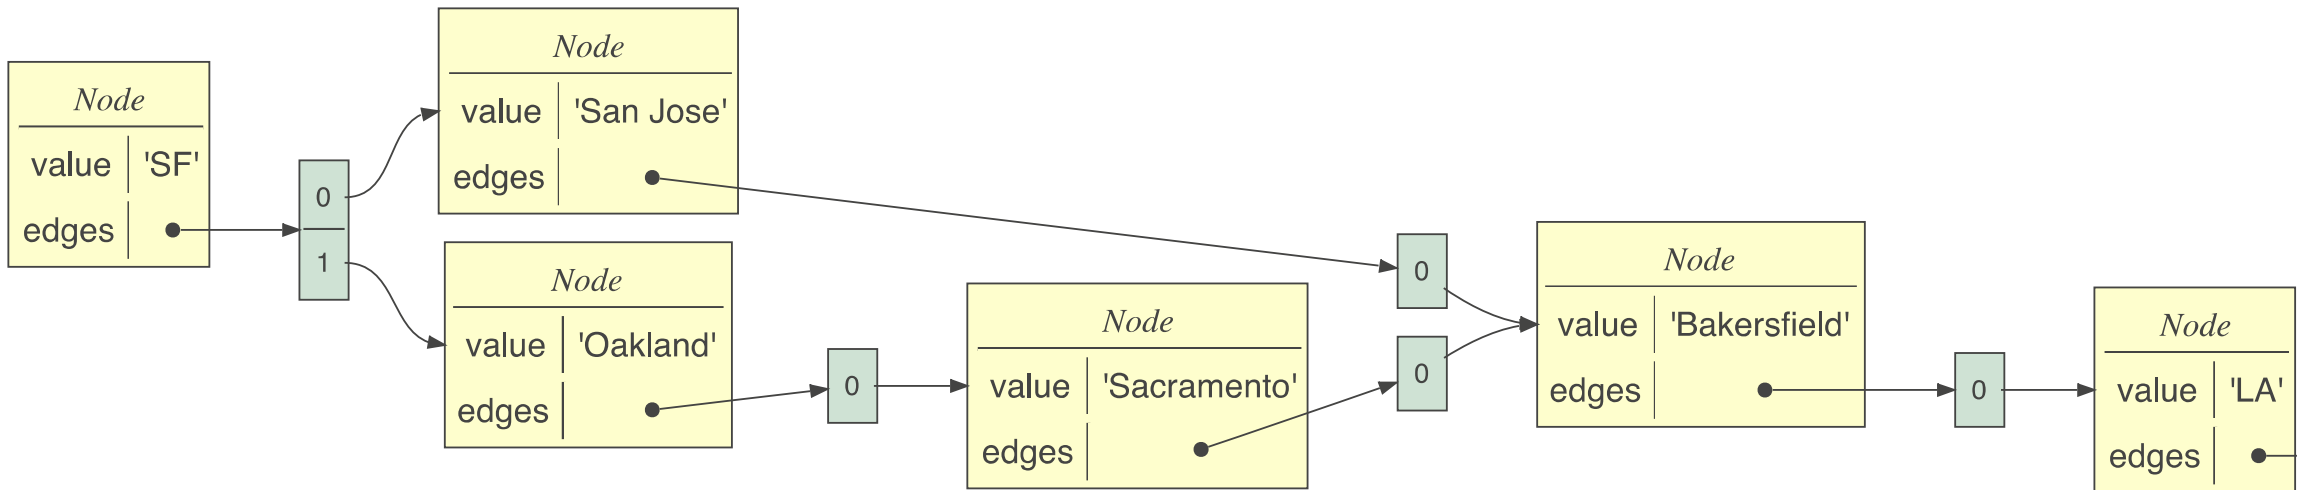 Node
value 'SF'
edges
0
1
Node
value 'San Jose'
edges
Node
value 'Oakland'
edges
0
Node
value 'Sacramento'
edges
0
0
Node
value 'Bakersfield'
edges
0
Node
value 'LA'
edges